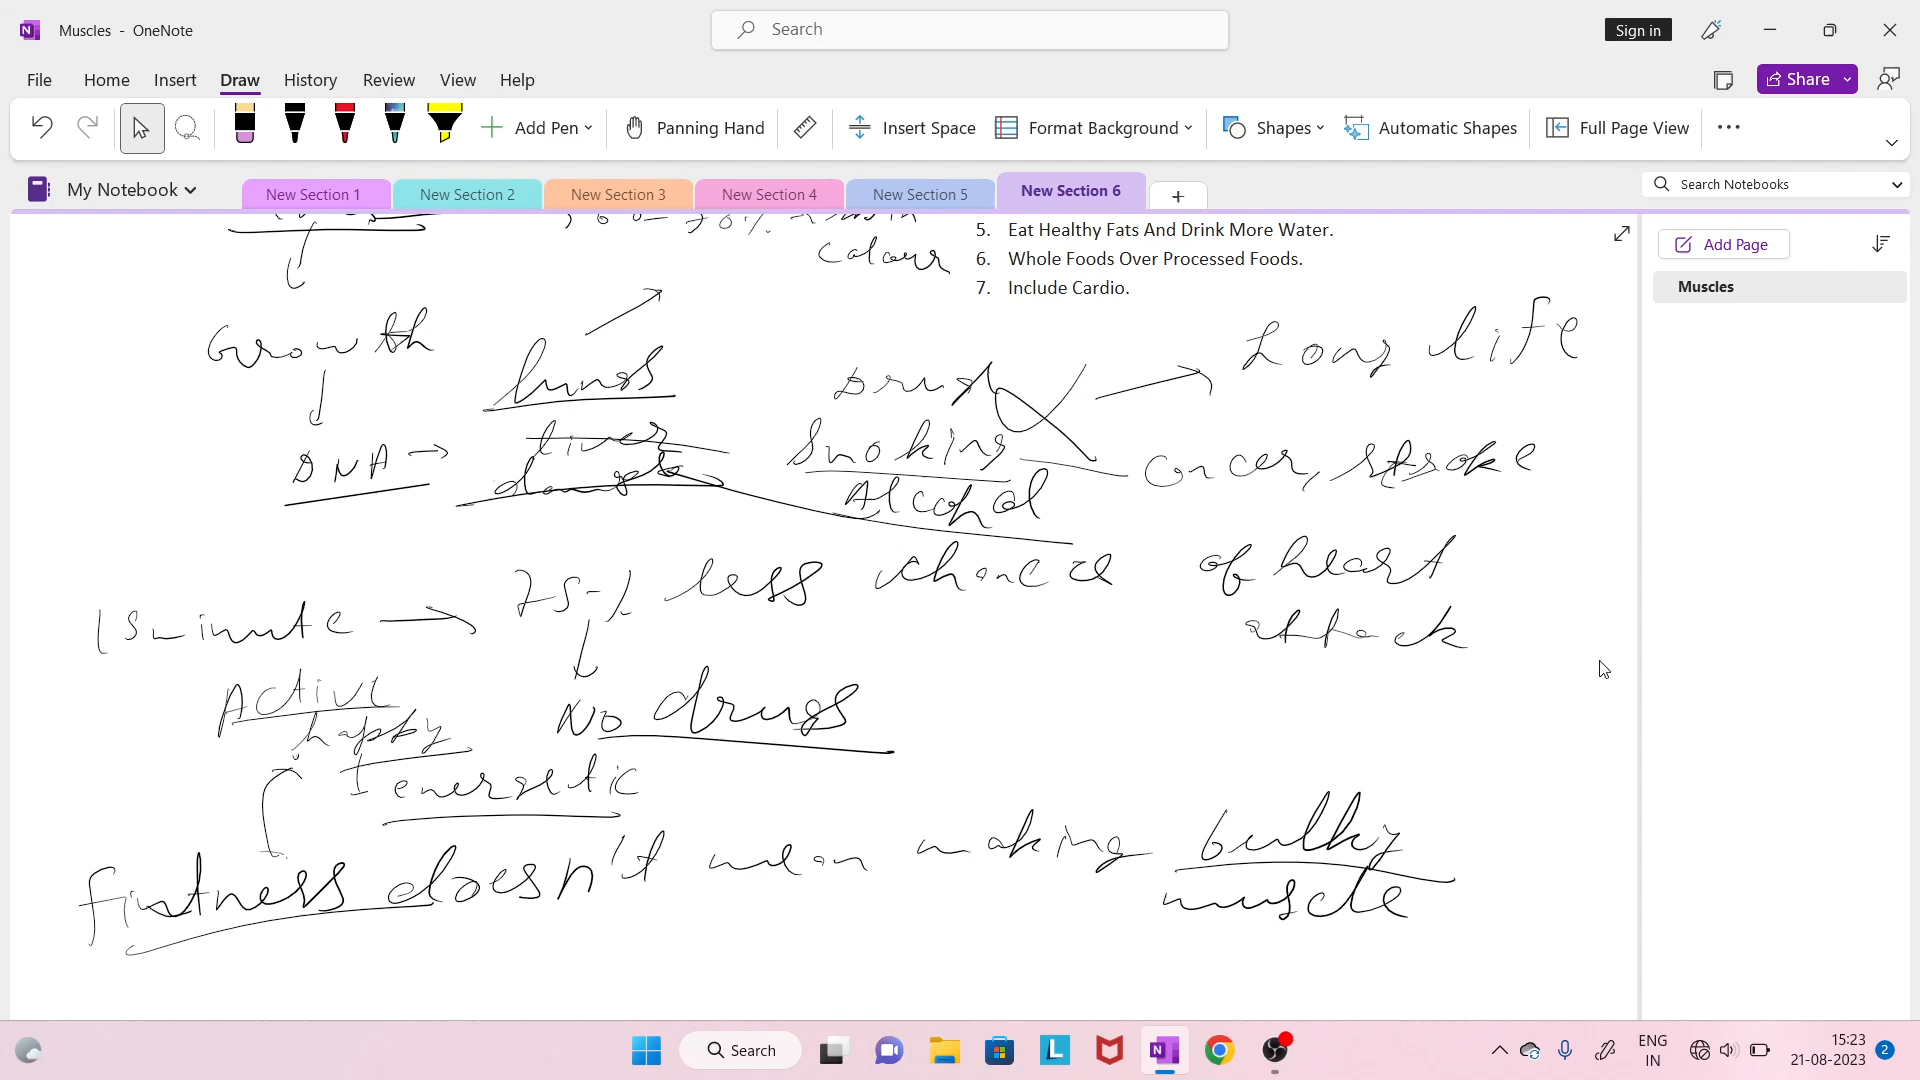 Muscles - OneNote
Search
Sign in
File Home Insert Draw History Review View Help
Share
Add Pen
Panning Hand
Insert Space
Format Background
Shapes
Automatic Shapes
Full Page View
My Notebook
New Section 1
New Section 2
New Section 3
New Section 4
New Section 5
New Section 6
Search Notebooks
Add Page
Muscles
5. Eat Healthy Fats And Drink More Water.
6. Whole Foods Over Processed Foods.
7. Include Cardio.
colour
Growth
lungs
Long life
Smoking
DNA
liver
damage
Alcohol
Cancer, stroke
15 minute
75% less chance of heart
attack
Active
happy
No drugs
energetic
doesn't mean making bulky
muscle
Search
ENG
IN
15:23
21-08-2023
2